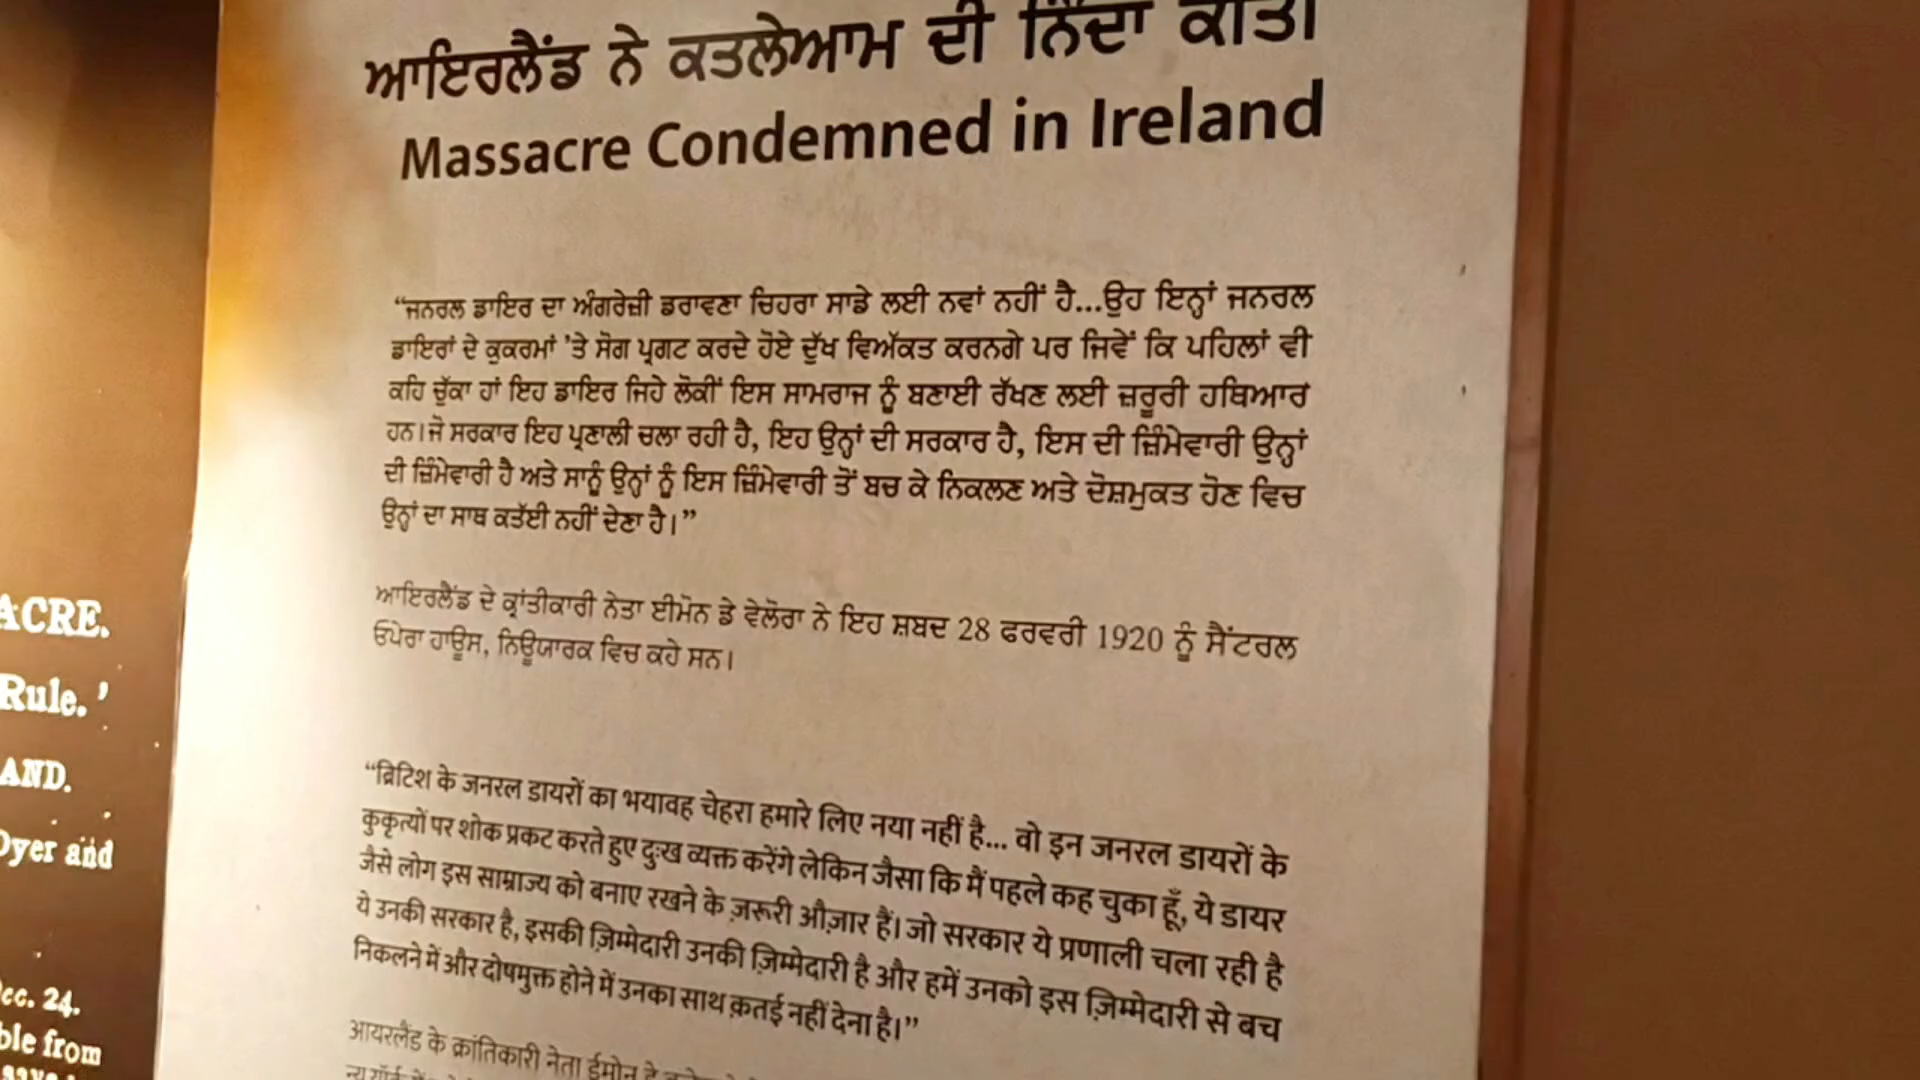 ਆਇਰਲੈਂਡ ਨੇ ਕਤਲੇਆਮ ਦੀ ਨਿੰਦਾ ਕੀਤੀ
Massacre Condemned in Ireland
“ਜਨਰਲ ਡਾਇਰ ਦਾ ਅੰਗਰੇਜ਼ੀ ਡਰਾਵਣਾ ਚਿਹਰਾ ਸਾਡੇ ਲਈ ਨਵਾਂ ਨਹੀਂ ਹੈ...ਉਹ ਇਨ੍ਹਾਂ ਜਨਰਲ
ਡਾਇਰਾਂ ਦੇ ਕੁਕਰਮਾਂ ’ਤੇ ਸੋਗ ਪ੍ਰਗਟ ਕਰਦੇ ਹੋਏ ਦੁੱਖ ਵਿਅੱਕਤ ਕਰਨਗੇ ਪਰ ਜਿਵੇਂ ਕਿ ਪਹਿਲਾਂ ਵੀ
ਕਹਿ ਚੁੱਕਾ ਹਾਂ ਇਹ ਡਾਇਰ ਜਿਹੇ ਲੋਕੀਂ ਇਸ ਸਾਮਰਾਜ ਨੂੰ ਬਣਾਈ ਰੱਖਣ ਲਈ ਜ਼ਰੂਰੀ ਹਥਿਆਰ
ਹਨ।ਜੋ ਸਰਕਾਰ ਇਹ ਪ੍ਰਣਾਲੀ ਚਲਾ ਰਹੀ ਹੈ, ਇਹ ਉਨ੍ਹਾਂ ਦੀ ਸਰਕਾਰ ਹੈ, ਇਸ ਦੀ ਜ਼ਿੰਮੇਵਾਰੀ ਉਨ੍ਹਾਂ
ਦੀ ਜ਼ਿੰਮੇਵਾਰੀ ਹੈ ਅਤੇ ਸਾਨੂੰ ਉਨ੍ਹਾਂ ਨੂੰ ਇਸ ਜ਼ਿੰਮੇਵਾਰੀ ਤੋਂ ਬਚ ਕੇ ਨਿਕਲਣ ਅਤੇ ਦੋਸ਼ਮੁਕਤ ਹੋਣ ਵਿਚ
ਉਨ੍ਹਾਂ ਦਾ ਸਾਥ ਕਤੱਈ ਨਹੀਂ ਦੇਣਾ ਹੈ।”
ਆਇਰਲੈਂਡ ਦੇ ਕ੍ਰਾਂਤੀਕਾਰੀ ਨੇਤਾ ਈਮੋਨ ਡੇ ਵੇਲੋਰਾ ਨੇ ਇਹ ਸ਼ਬਦ 28 ਫਰਵਰੀ 1920 ਨੂੰ ਸੈਂਟਰਲ
ਓਪੇਰਾ ਹਾਊਸ, ਨਿਊਯਾਰਕ ਵਿਚ ਕਹੇ ਸਨ।
“ब्रिटिश के जनरल डायरों का भयावह चेहरा हमारे लिए नया नहीं है... वो इन जनरल डायरों के
कुकृत्यों पर शोक प्रकट करते हुए दुःख व्यक्त करेंगे लेकिन जैसा कि मैं पहले कह चुका हूँ, ये डायर
जैसे लोग इस साम्राज्य को बनाए रखने के ज़रूरी औज़ार हैं। जो सरकार ये प्रणाली चला रही है
ये उनकी सरकार है, इसकी ज़िम्मेदारी उनकी ज़िम्मेदारी है और हमें उनको इस ज़िम्मेदारी से बच
निकलने में और दोषमुक्त होने में उनका साथ क़तई नहीं देना है।”
आयरलैंड के क्रांतिकारी नेता ईमोन
ACRE.
Rule.’
AND.
Dyer and
ec. 24.
ble from